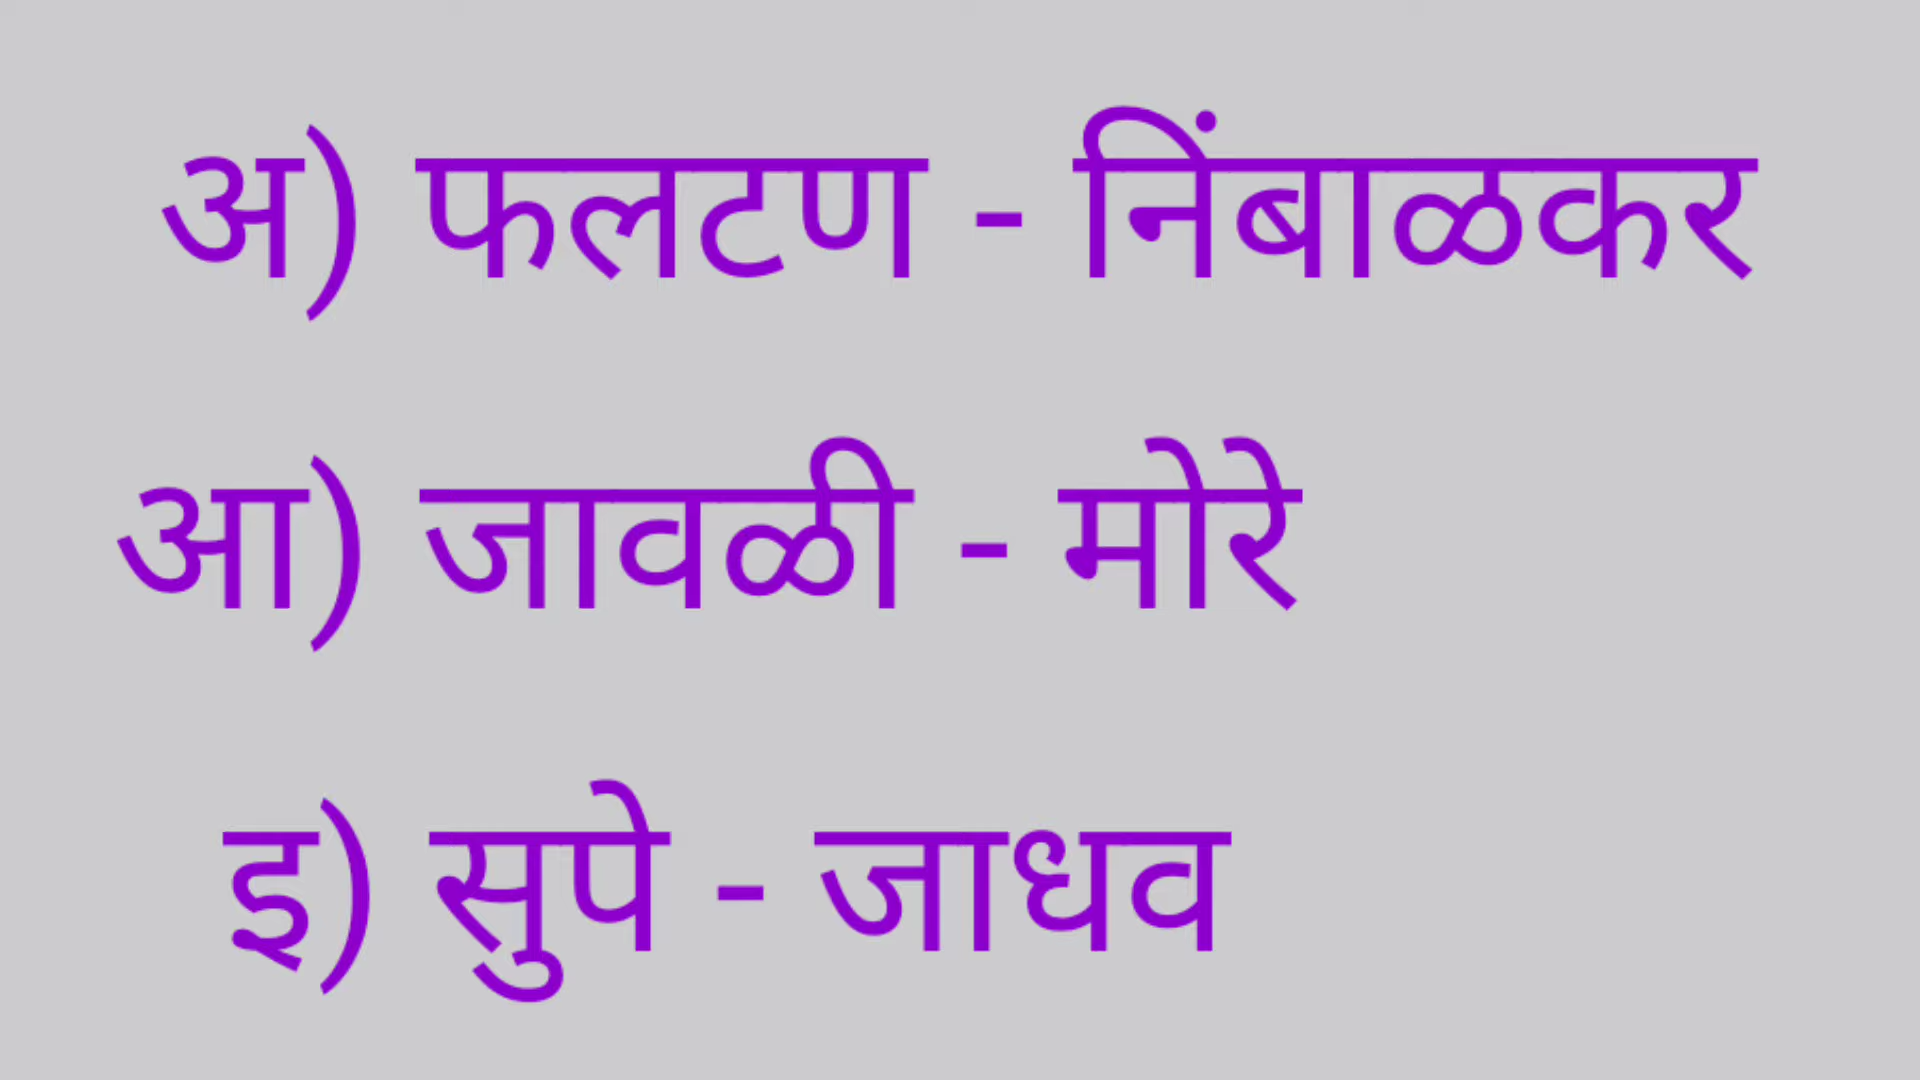 अ) फलटण - निंबाळकर
आ) जावळी - मोरे
इ) सुपे - जाधव